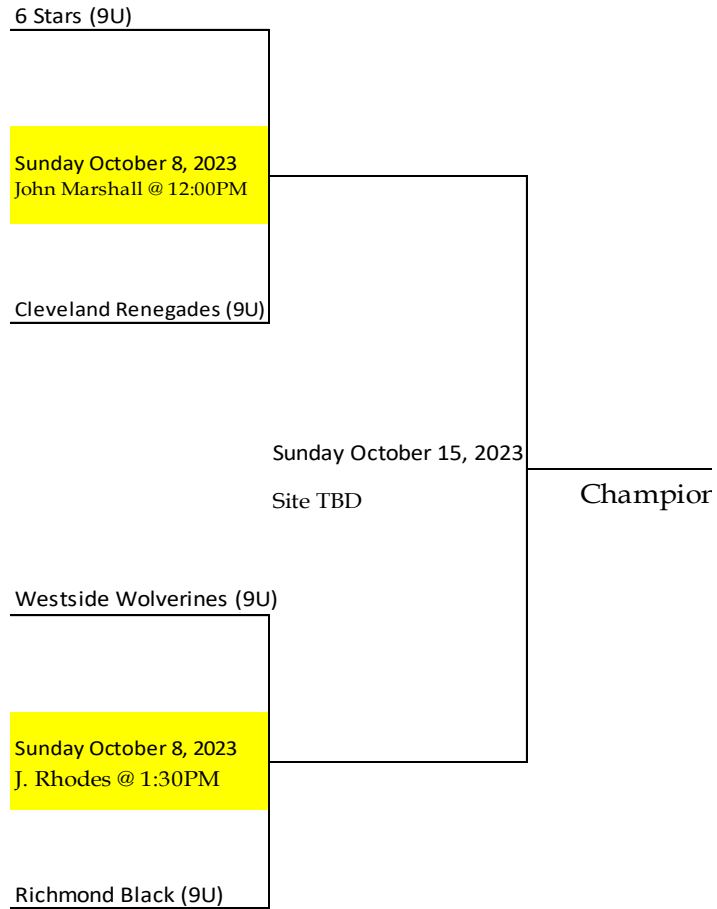 6 Stars (9U)
Sunday October 8, 2023
John Marshall @ 12:00PM
Cleveland Renegades (9U)
Sunday October 15, 2023
Site TBD
Champion
Westside Wolverines (9U)
Sunday October 8, 2023
J. Rhodes @ 1:30PM
Richmond Black (9U)